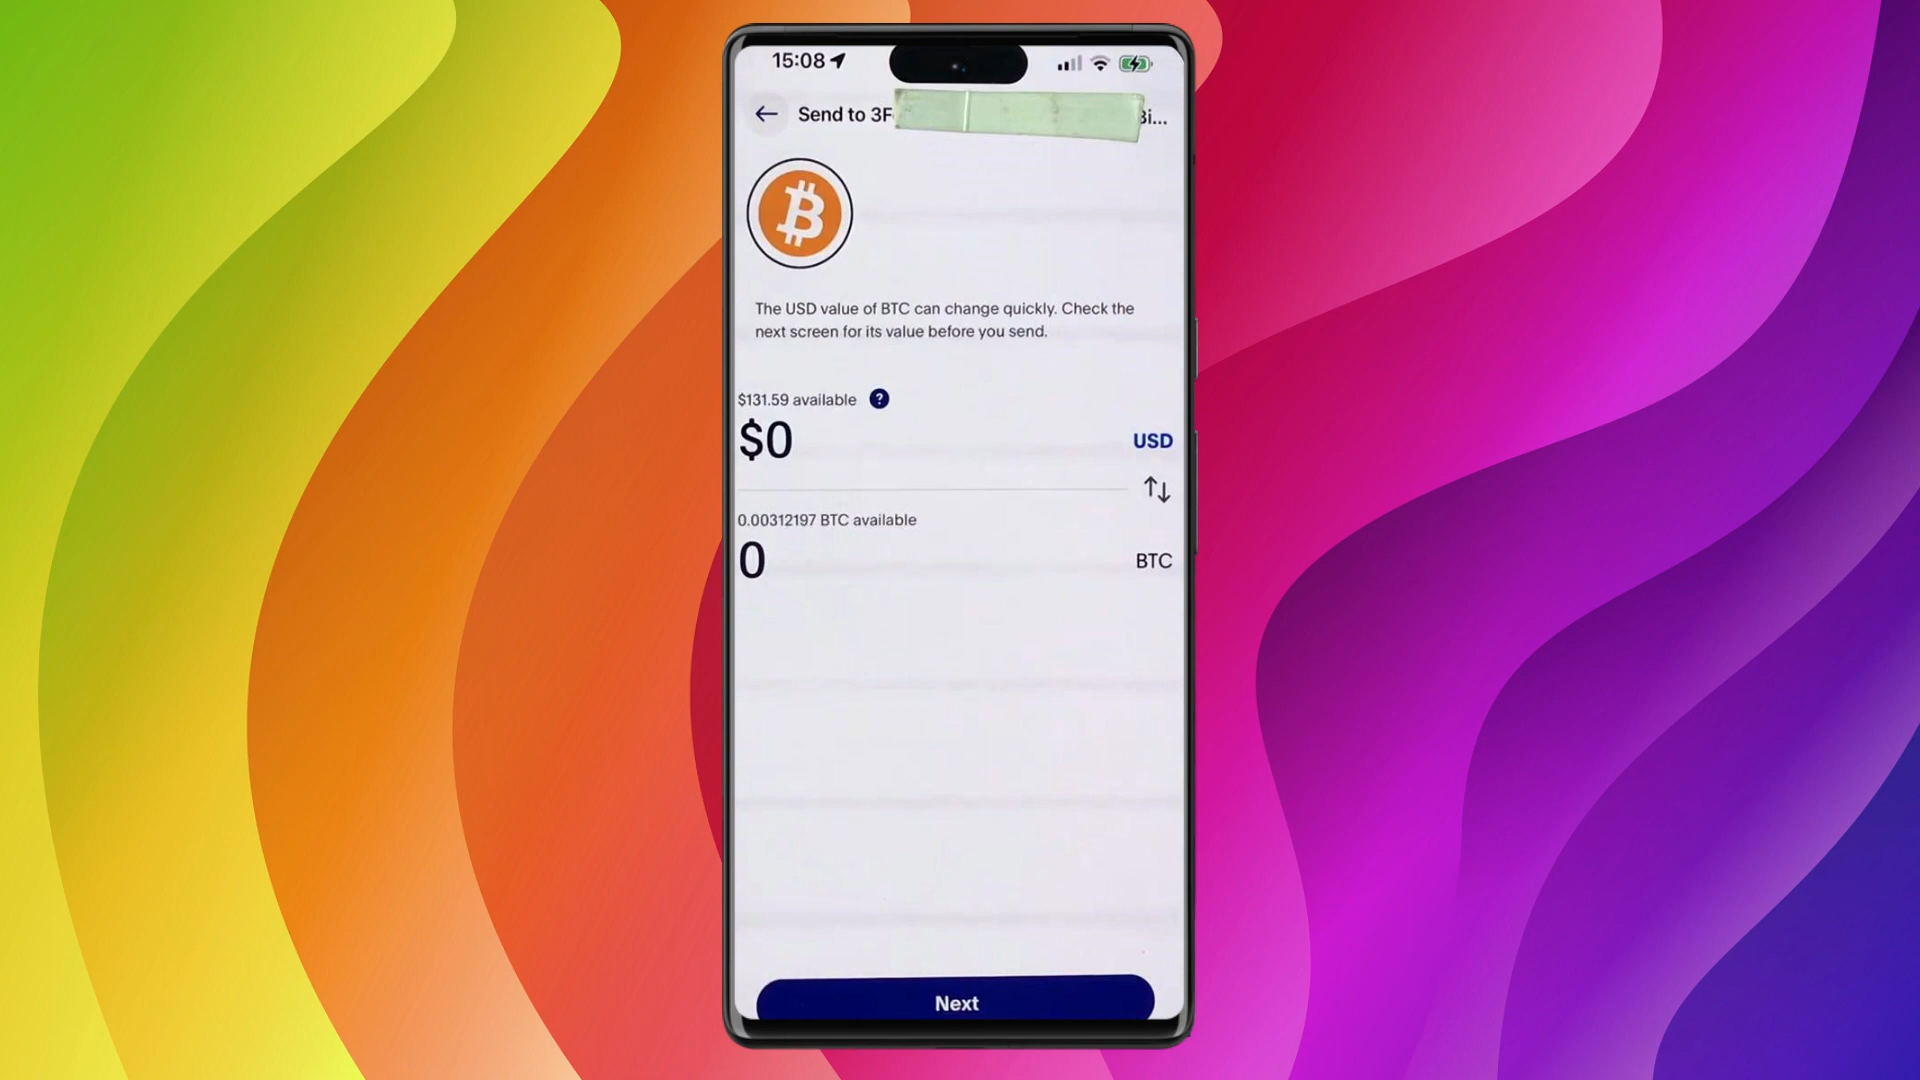 15:08
Send to 3F
3i...
The USD value of BTC can change quickly. Check the
next screen for its value before you send.
$131.59 available ?
$0 USD
0.00312197 BTC available
0 BTC
Next